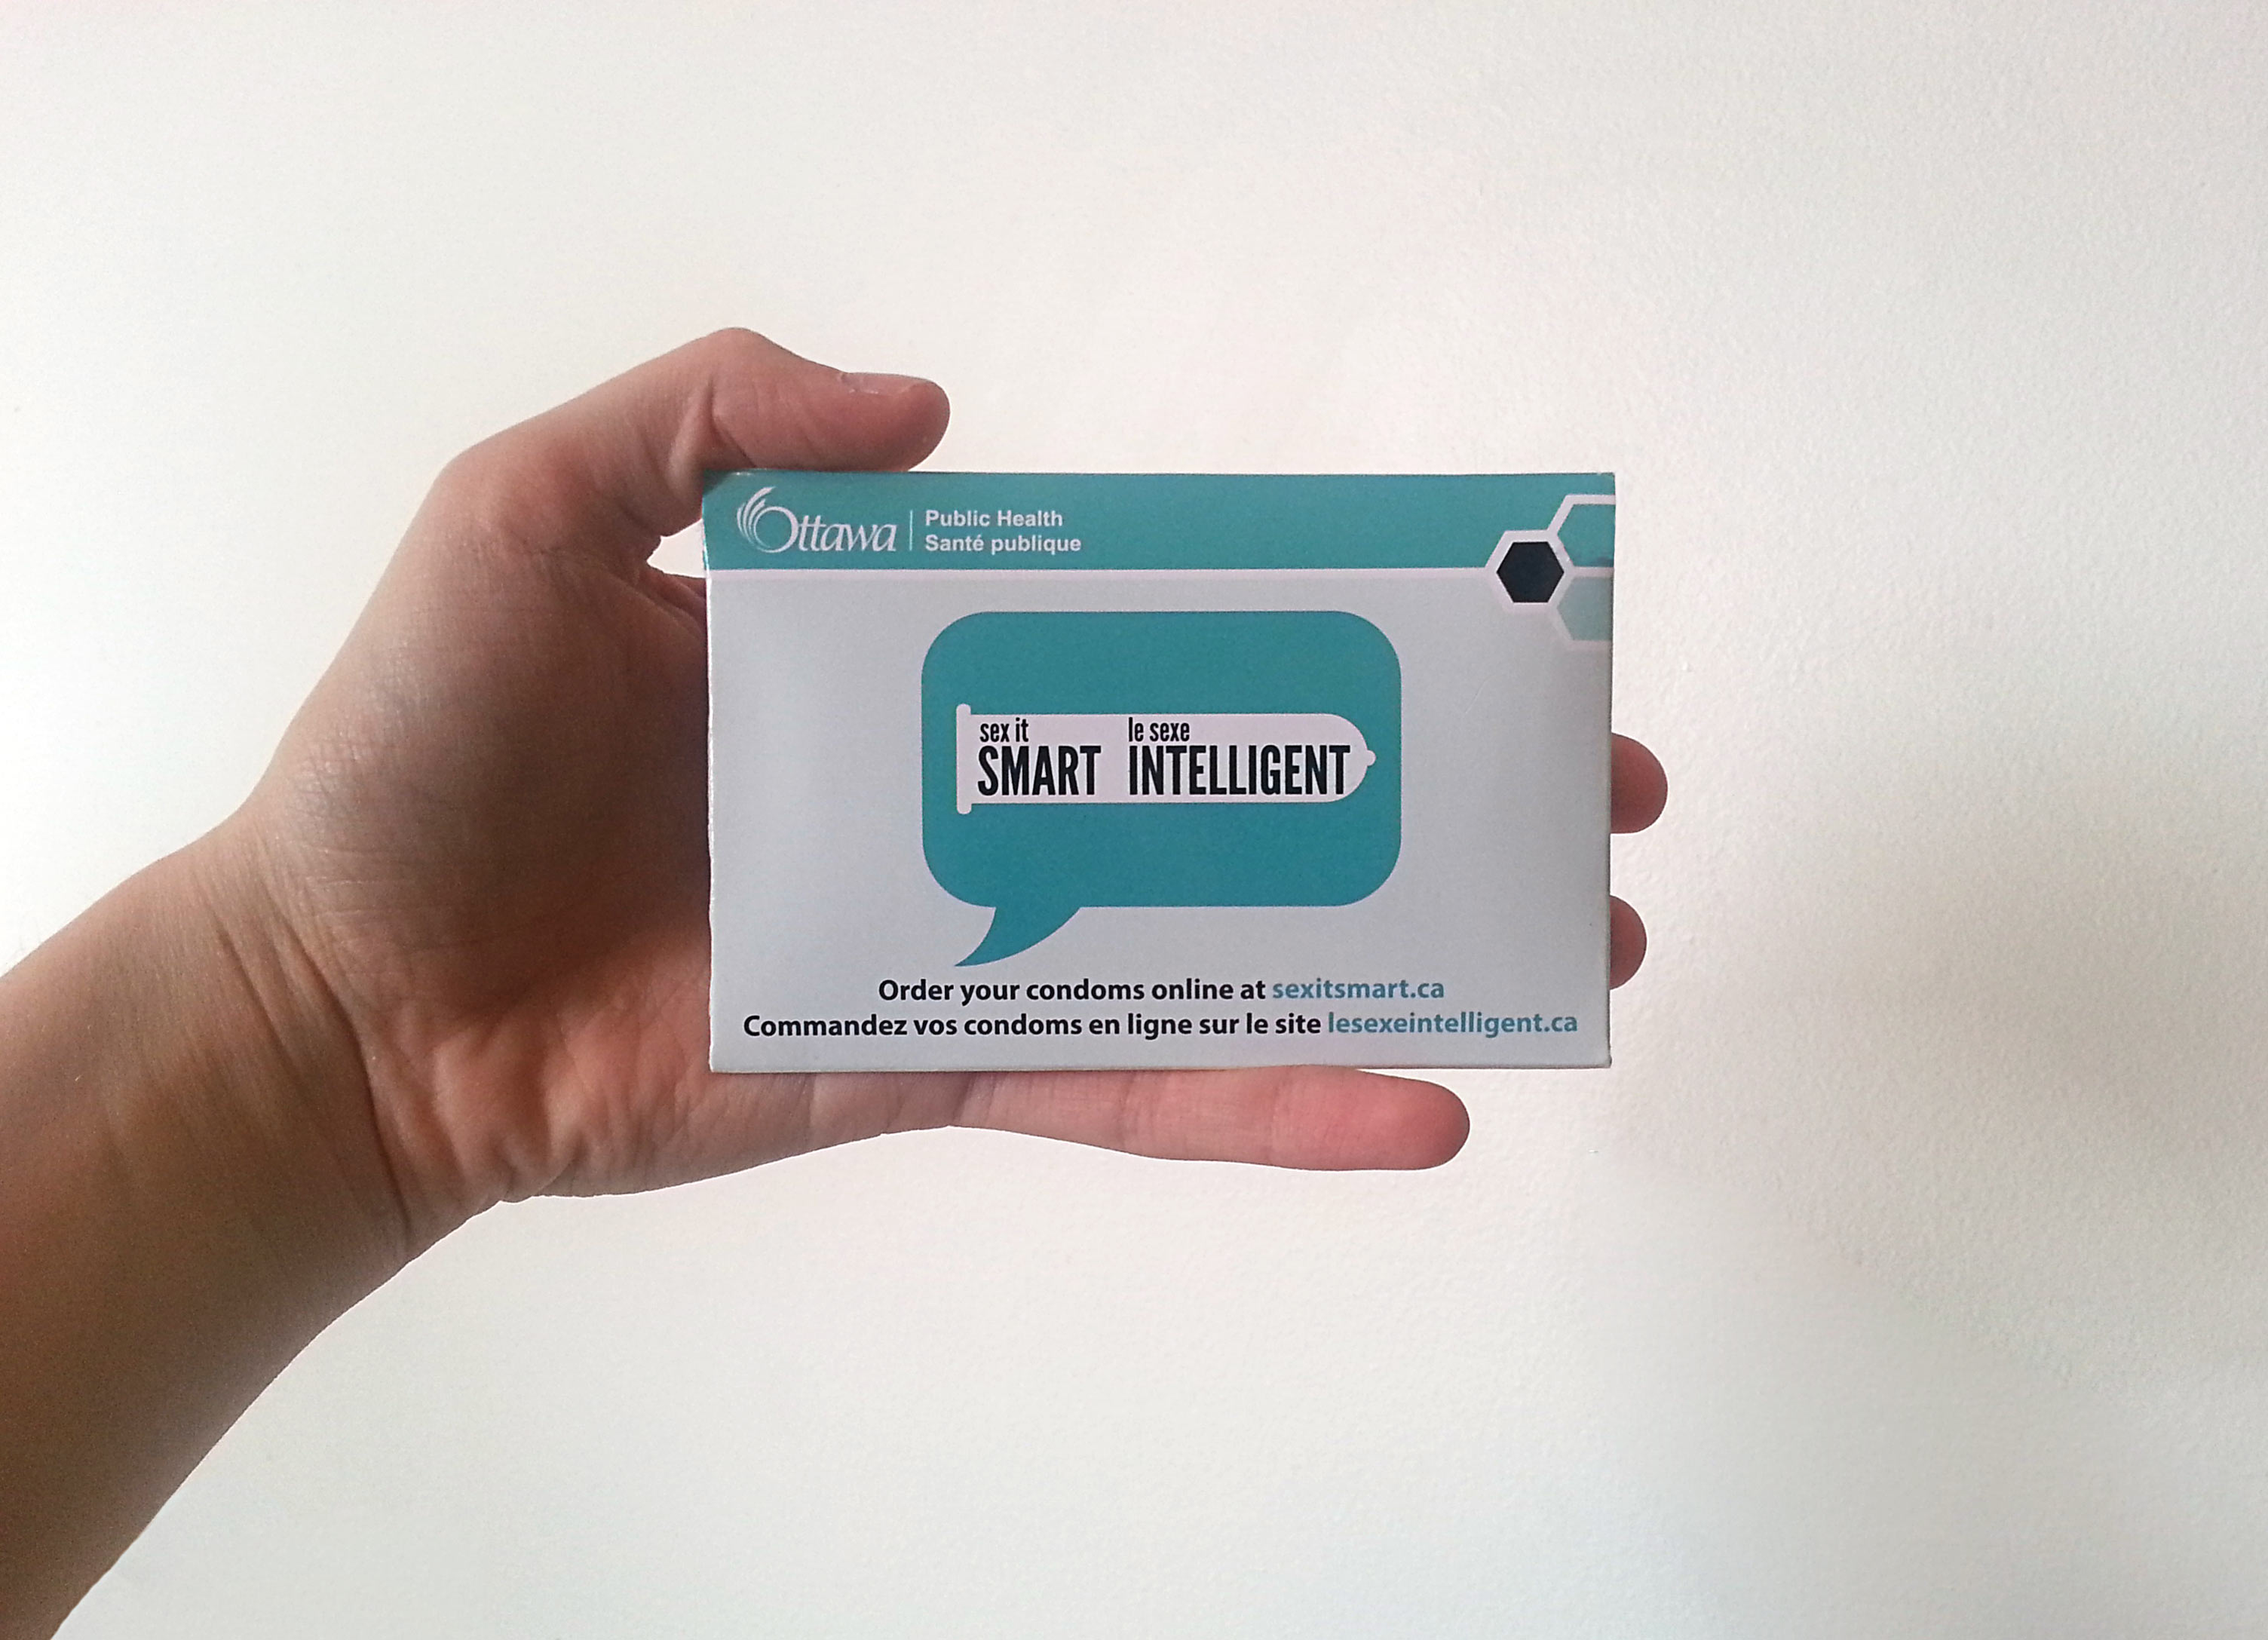 Ottawa
Public Health
Santé publique
sex it
SMART
le sexe
INTELLIGENT
Order your condoms online at sexitsmart.ca
Commandez vos condoms en ligne sur le site lesexeintelligent.ca